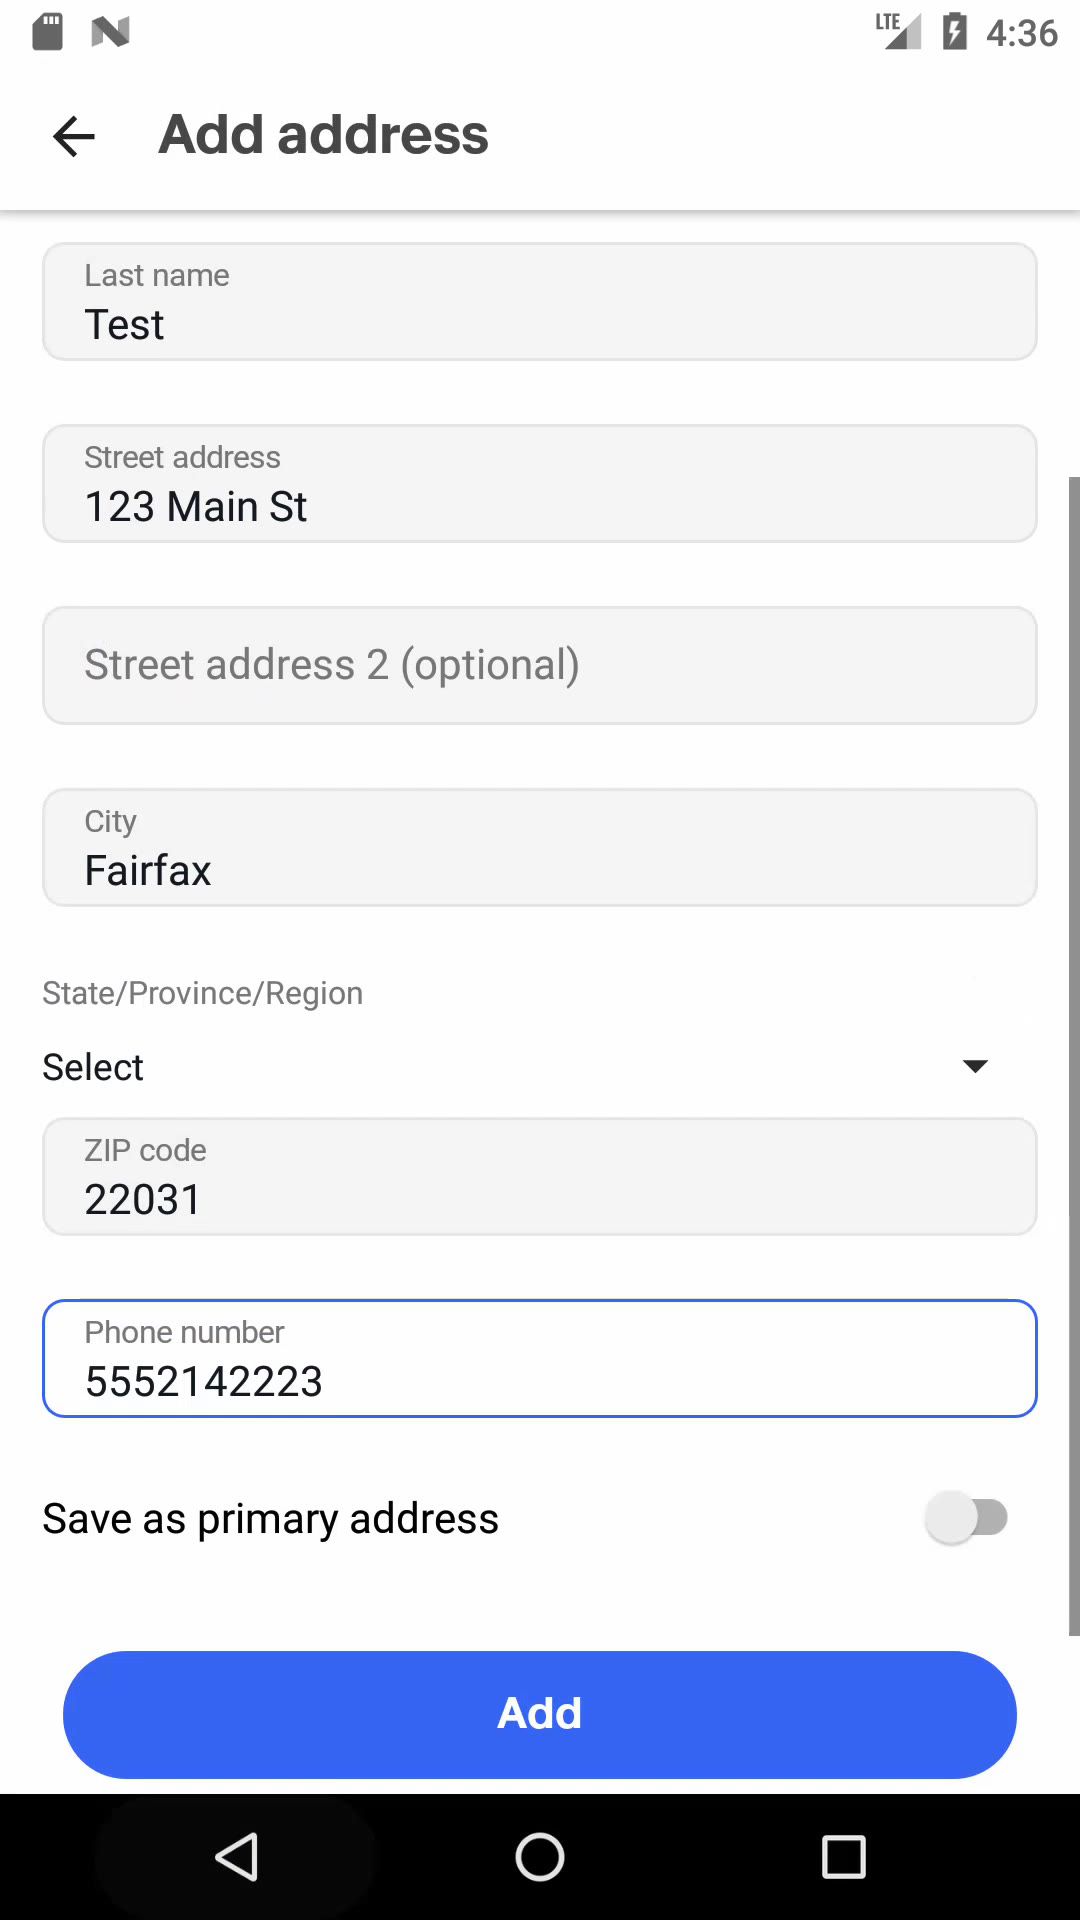 LTE 4:36
Add address
Last name
Test
Street address
123 Main St
Street address 2 (optional)
City
Fairfax
State/Province/Region
Select
ZIP code
22031
Phone number
5552142223
Save as primary address
Add